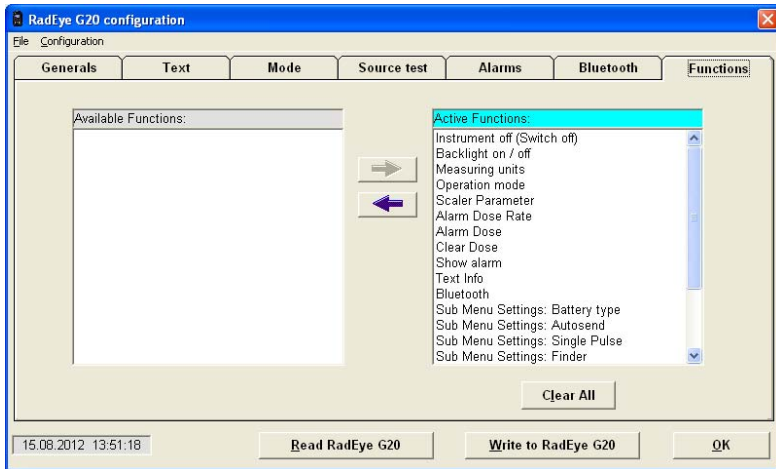 RadEye G20 configuration
File Configuration
Generals Text Mode Source test Alarms Bluetooth Functions
Available Functions:
Active Functions:
Instrument off (Switch off)
Backlight on / off
Measuring units
Operation mode
Scaler Parameter
Alarm Dose Rate
Alarm Dose
Clear Dose
Show alarm
Text Info
Bluetooth
Sub Menu Settings: Battery type
Sub Menu Settings: Autosend
Sub Menu Settings: Single Pulse
Sub Menu Settings: Finder
Clear All
15.08.2012 13:51:18 Read RadEye G20 Write to RadEye G20 OK